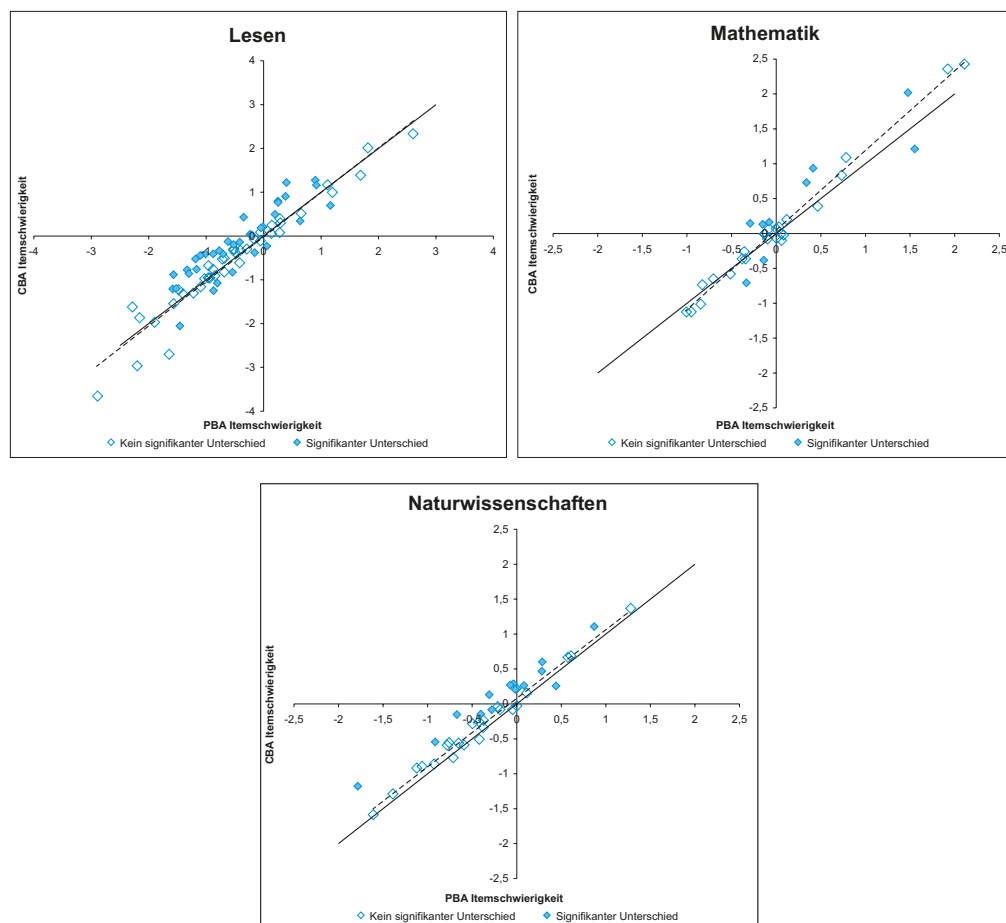 Lesen
4
3
2
1
0
-1
-2
-3
-4
-4 -3 -2 -1 0 1 2 3 4
CBA Itemschwierigkeit
PBA Itemschwierigkeit
Kein signifikanter Unterschied Signifikanter Unterschied
Mathematik
2,5
2
1,5
1
0,5
0
-0,5
-1
-1,5
-2
-2,5
-2,5 -2 -1,5 -1 -0,5 0 0,5 1 1,5 2 2,5
CBA Itemschwierigkeit
PBA Itemschwierigkeit
Kein signifikanter Unterschied Signifikanter Unterschied
Naturwissenschaften
2,5
2
1,5
1
0,5
0
-0,5
-1
-1,5
-2
-2,5
-2,5 -2 -1,5 -1 -0,5 0 0,5 1 1,5 2 2,5
CBA Itemschwierigkeit
PBA Itemschwierigkeit
Kein signifikanter Unterschied Signifikanter Unterschied